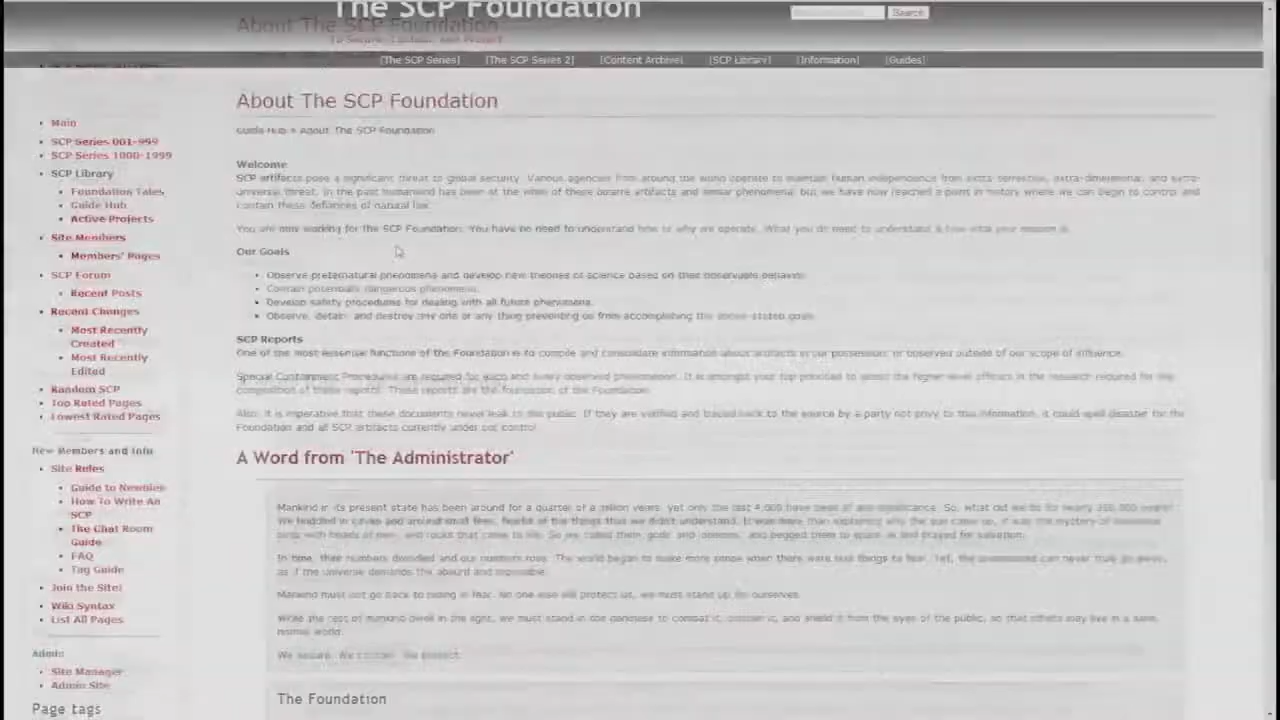 The SCP Foundation
About The SCP Foundation
To Secure, Contain, and Protect
Search
[The SCP Series] [The SCP Series 2] [Content Archive] [SCP Library] [Information] [Guides]
About The SCP Foundation
Guide Hub » About The SCP Foundation
Main
SCP Series 001-999
SCP Series 1000-1999
SCP Library
Foundation Tales
Guide Hub
Active Projects
Site Members
Members' Pages
SCP Forum
Recent Posts
Recent Changes
Most Recently
Created
Most Recently
Edited
Random SCP
Top Rated Pages
Lowest Rated Pages
New Members and Info
Site Rules
Guide to Newbies
How To Write An
SCP
The Chat Room
Guide
FAQ
Tag Guide
Join the Site!
Wiki Syntax
List All Pages
Admin
Site Manager
Admin Site
Page tags
Welcome
SCP artifacts pose a significant threat to global security. Various agencies from around the world operate to maintain human independence from extra-terrestrial, extra-dimensional, and extra-
universal threat. In the past humankind has been at the whim of these bizarre artifacts and similar phenomena, but we have now reached a point in history where we can begin to control and
contain these defiances of natural law.
You are now working for the SCP Foundation. You have no need to understand how or why we operate. What you do need to understand is how vital your mission is.
Our Goals
Observe preternatural phenomena and develop new theories of science based on their observable behavior.
Contain potentially dangerous phenomena.
Develop safety procedures for dealing with all future phenomena.
Observe, detain, and destroy any one or any thing preventing us from accomplishing the above-stated goals.
SCP Reports
One of the most essential functions of the Foundation is to compile and consolidate information about artifacts in our possession, or observed outside of our scope of influence.
Special Containment Procedures are required for each and every observed phenomenon. It is amongst your top priorities to assist the higher level officers in the research required for the
composition of these reports. These reports are the foundation of the Foundation.
Also, it is imperative that these documents never leak to the public. If they are verified and traced back to the source by a party not privy to this information, it could spell disaster for the
Foundation and all SCP artifacts currently under our control.
A Word from 'The Administrator'
Mankind in its present state has been around for a quarter of a million years, yet only the last 4,000 have been of any significance. So, what did we do for nearly 250,000 years?
We huddled in caves and around small fires, fearful of the things that we didn't understand. It was more than explaining why the sun came up, it was the mystery of
birds with heads of men, and rocks that came to life. So we called them 'gods' and 'demons,' and begged them to spare us and prayed for salvation.
In time, their numbers dwindled and our numbers rose. The world began to make more sense when there were less things to fear. Yet, the unexplained can never truly go away,
as if the universe demands the absurd and impossible.
Mankind must not go back to hiding in fear. No one else will protect us, we must stand up for ourselves.
While the rest of mankind dwell in the light, we must stand in the darkness to combat it, contain it, and shield it from the eyes of the public, so that others may live in a sane,
normal world.
We secure. We contain. We protect.
The Foundation